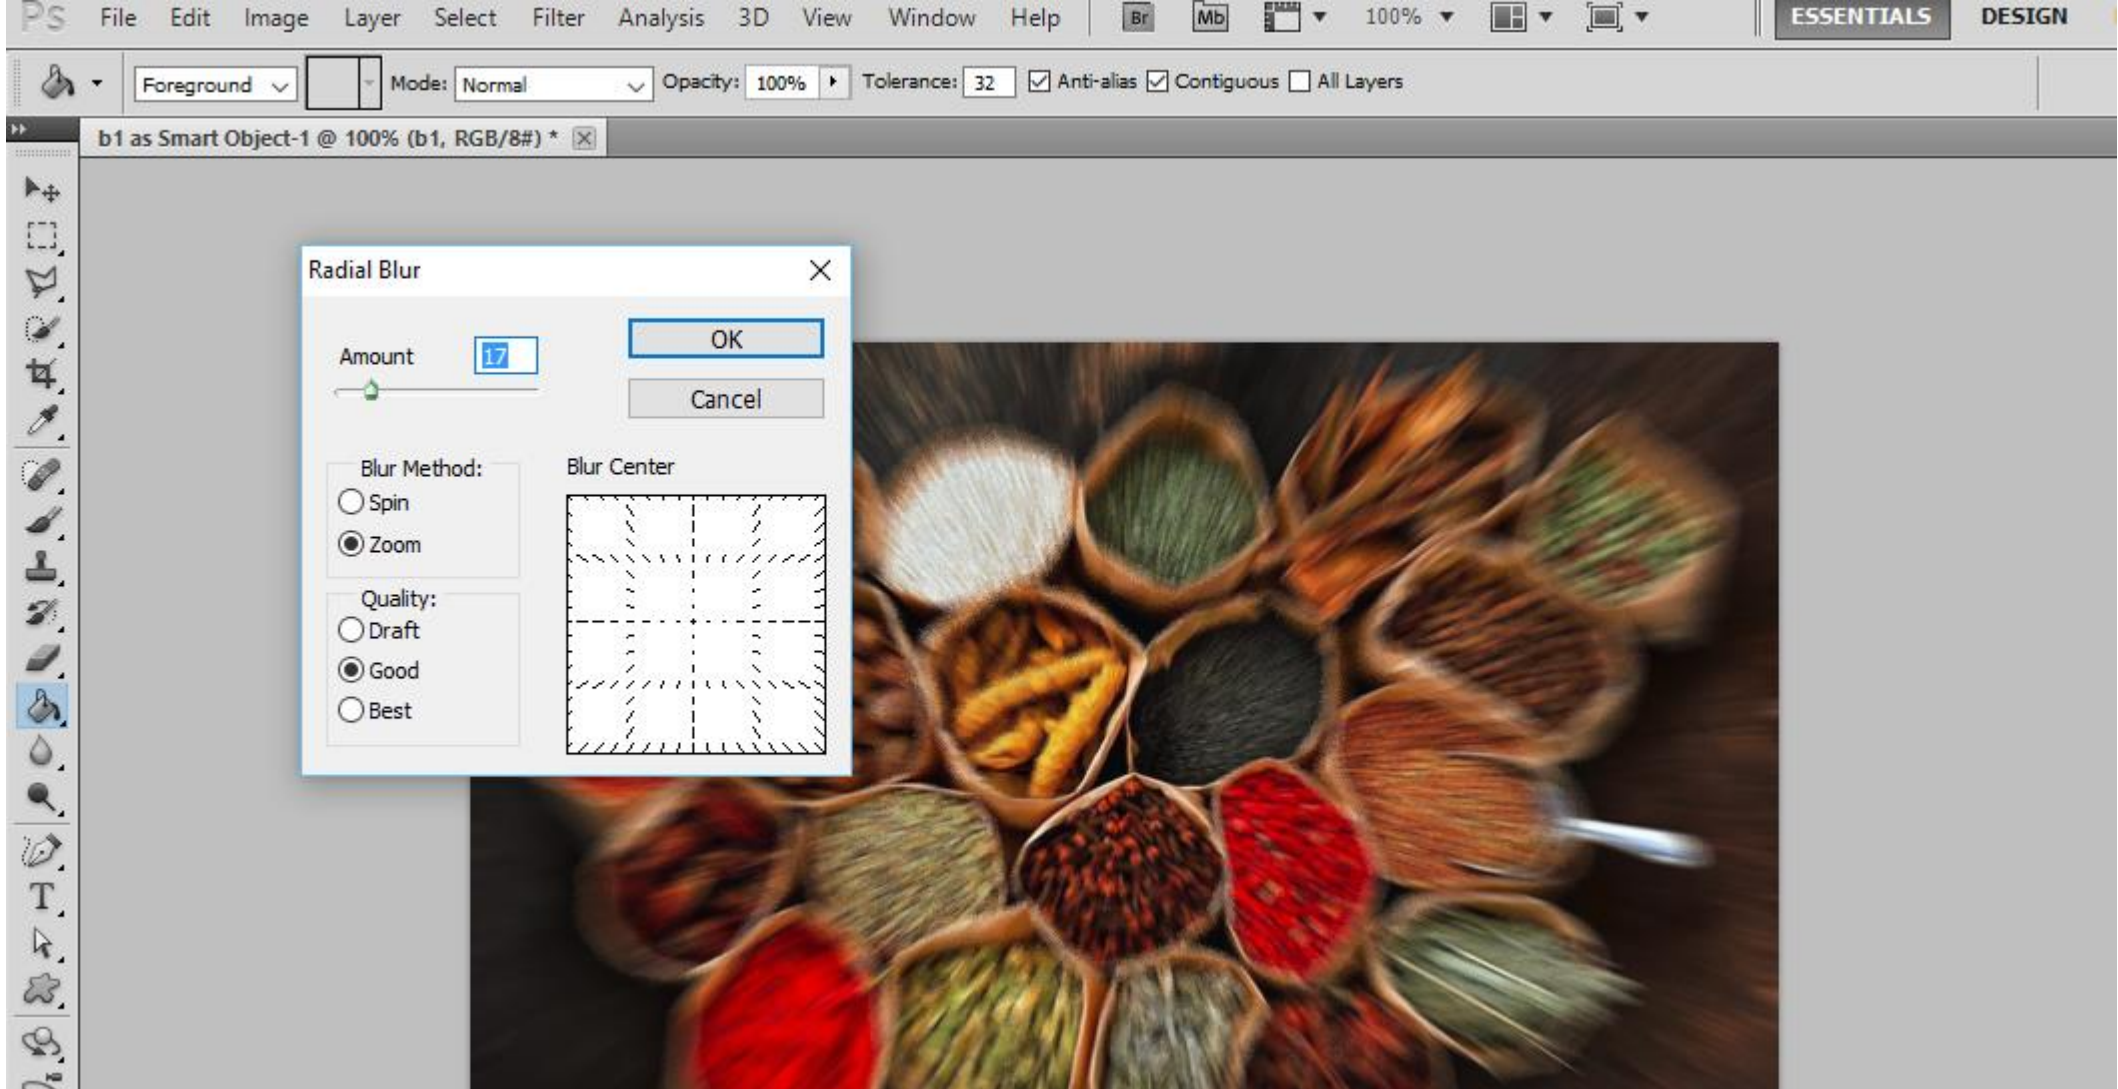 Ps File Edit Image Layer Select Filter Analysis 3D View Window Help Br Mb 100% ESSENTIALS DESIGN
Foreground Mode: Normal Opacity: 100% Tolerance: 32 Anti-alias Contiguous All Layers
b1 as Smart Object-1 @ 100% (b1, RGB/8#) *
Radial Blur
Amount 17 OK
Cancel
Blur Method: Blur Center
Spin
Zoom
Quality:
Draft
Good
Best
T